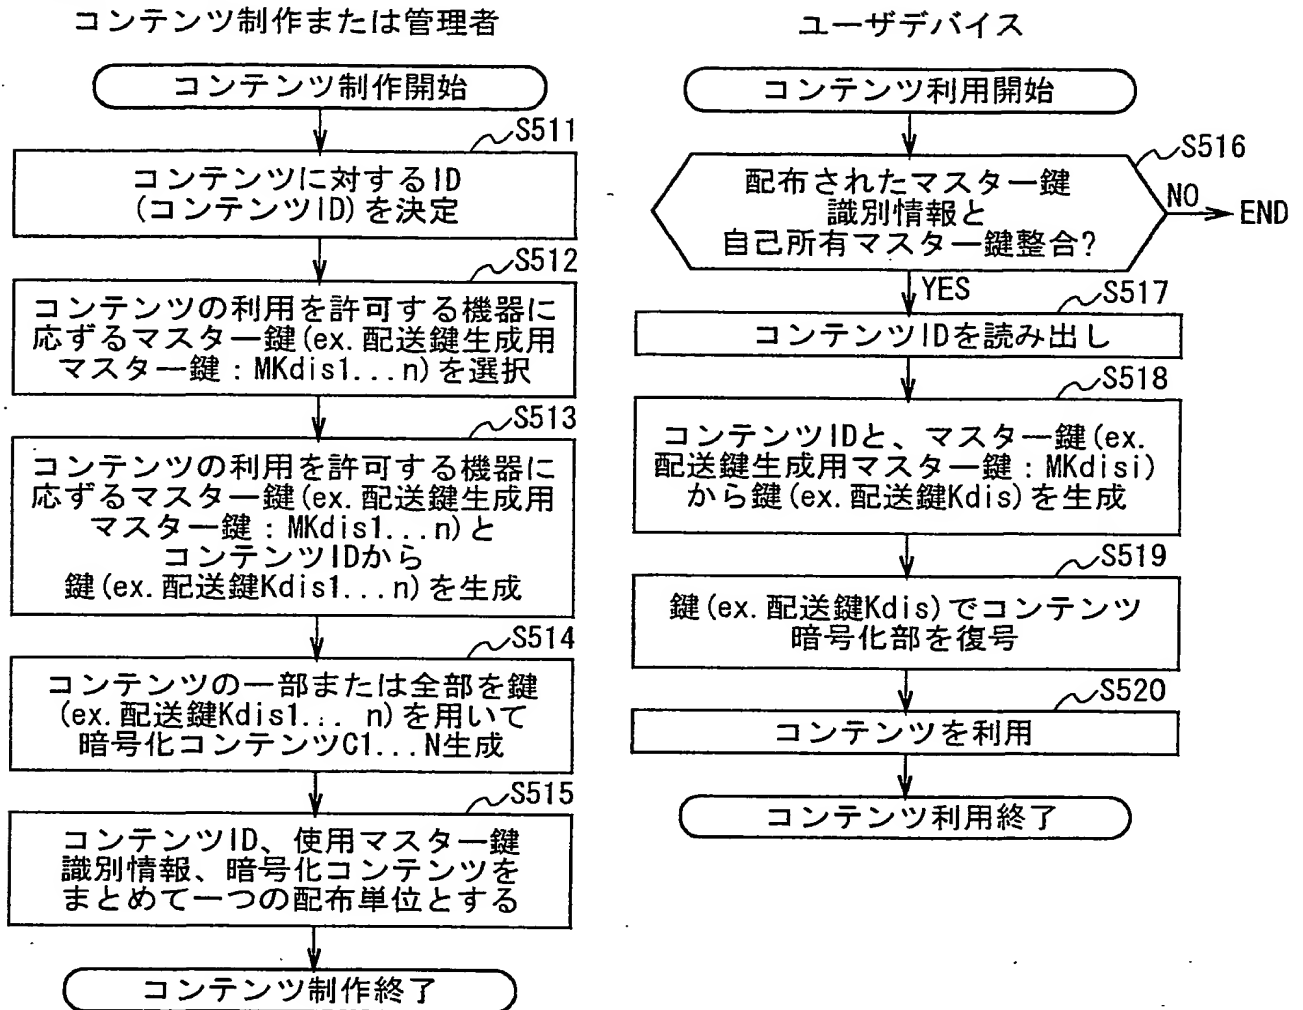 コンテンツ制作または管理者
コンテンツ制作開始
S511
コンテンツに対するID
(コンテンツID)を決定
S512
コンテンツの利用を許可する機器に
応ずるマスター鍵(ex.配送鍵生成用
マスター鍵:MKdis1...n)を選択
S513
コンテンツの利用を許可する機器に
応ずるマスター鍵(ex.配送鍵生成用
マスター鍵:MKdis1...n)と
コンテンツIDから
鍵(ex.配送鍵Kdis1...n)を生成
S514
コンテンツの一部または全部を鍵
(ex.配送鍵Kdis1... n)を用いて
暗号化コンテンツC1...N生成
S515
コンテンツID、使用マスター鍵
識別情報、暗号化コンテンツを
まとめて一つの配布単位とする
コンテンツ制作終了
ユーザデバイス
コンテンツ利用開始
S516
配布されたマスター鍵
識別情報と
自己所有マスター鍵整合?
NO
END
YES
S517
コンテンツIDを読み出し
S518
コンテンツIDと、マスター鍵(ex.
配送鍵生成用マスター鍵:MKdisi)
から鍵(ex.配送鍵Kdis)を生成
S519
鍵(ex.配送鍵Kdis)でコンテンツ
暗号化部を復号
S520
コンテンツを利用
コンテンツ利用終了